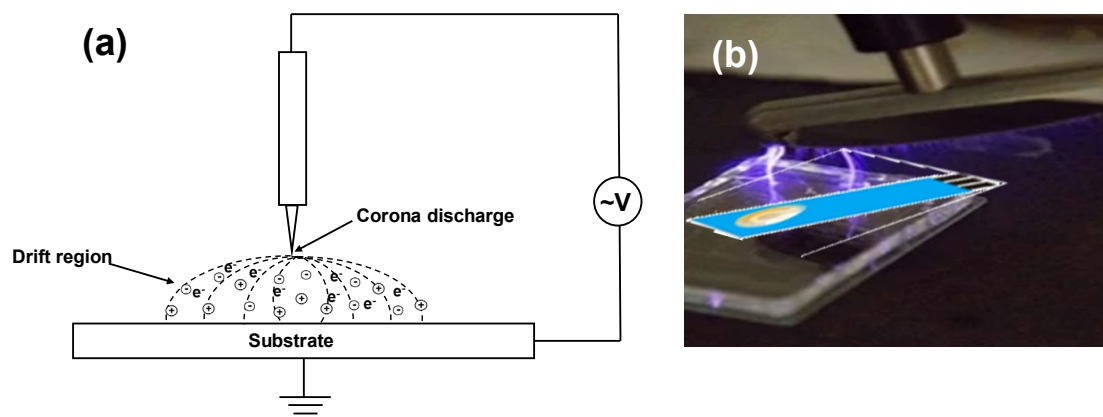 (a)
~V
Corona discharge
Drift region
e-
e-
e-
e-
e-
e-
e-
Substrate
(b)